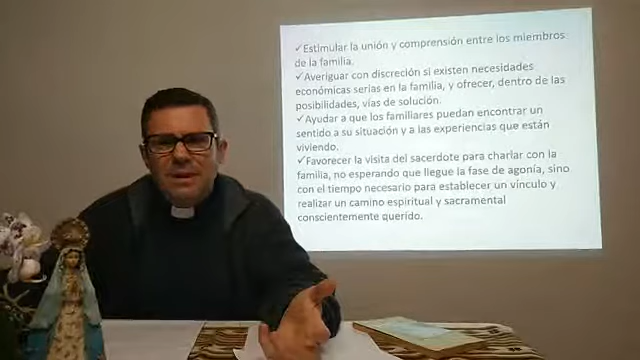 ✓Estimular la unión y comprensión entre los miembros
de la familia.
✓Averiguar con discreción si existen necesidades
económicas serias en la familia, y ofrecer, dentro de las
posibilidades, vías de solución.
✓Ayudar a que los familiares puedan encontrar un
sentido a su situación y a las experiencias que están
viviendo.
✓Favorecer la visita del sacerdote para charlar con la
familia, no esperando que llegue la fase de agonía, sino
con el tiempo necesario para establecer un vínculo y
realizar un camino espiritual y sacramental
conscientemente querido.